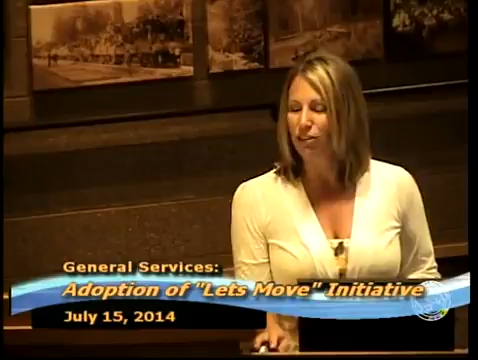 General Services:
Adoption of "Lets Move" Initiative
July 15, 2014